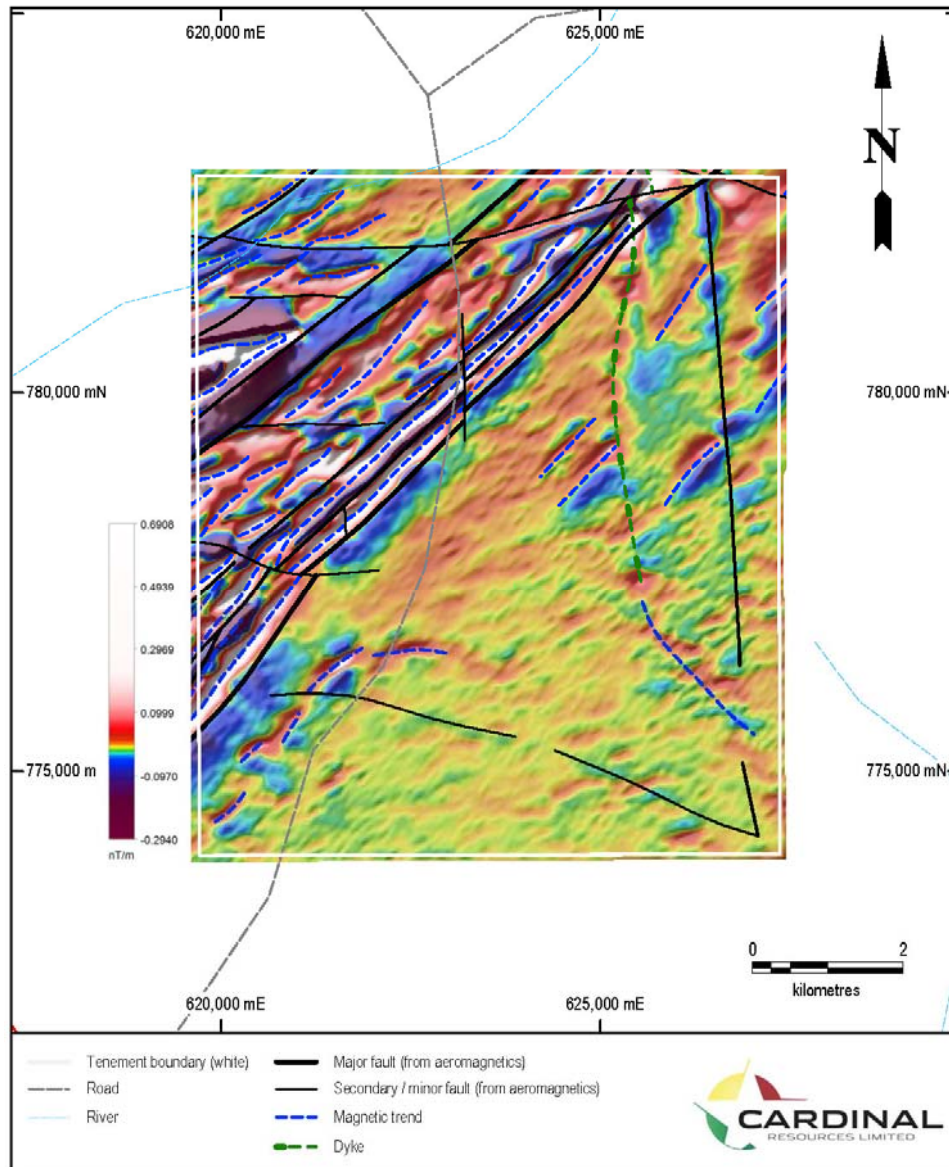 620,000 mE
625,000 mE
N
780,000 mN
780,000 mN
0.6908
0.4939
0.2969
0.0999
-0.0970
-0.2940
nT/m
775,000 m
775,000 mN
0
2
kilometres
620,000 mE
625,000 mE
Tenement boundary (white)
Road
River
Major fault (from aeromagnetics)
Secondary / minor fault (from aeromagnetics)
Magnetic trend
Dyke
CARDINAL
RESOURCES LIMITED